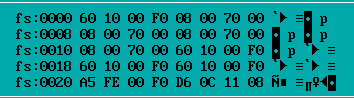 fs:0000 60 10 00 F0 08 00 70 00 `► ≡◘ p
fs:0008 08 00 70 00 08 00 70 00 ◘ p ◘ p
fs:0010 08 00 70 00 60 10 00 F0 ◘ p `► ≡
fs:0018 60 10 00 F0 60 10 00 F0 `► ≡`► ≡
fs:0020 A5 FE 00 F0 D6 0C 11 08 Ñ■ ≡╓♀◄◘